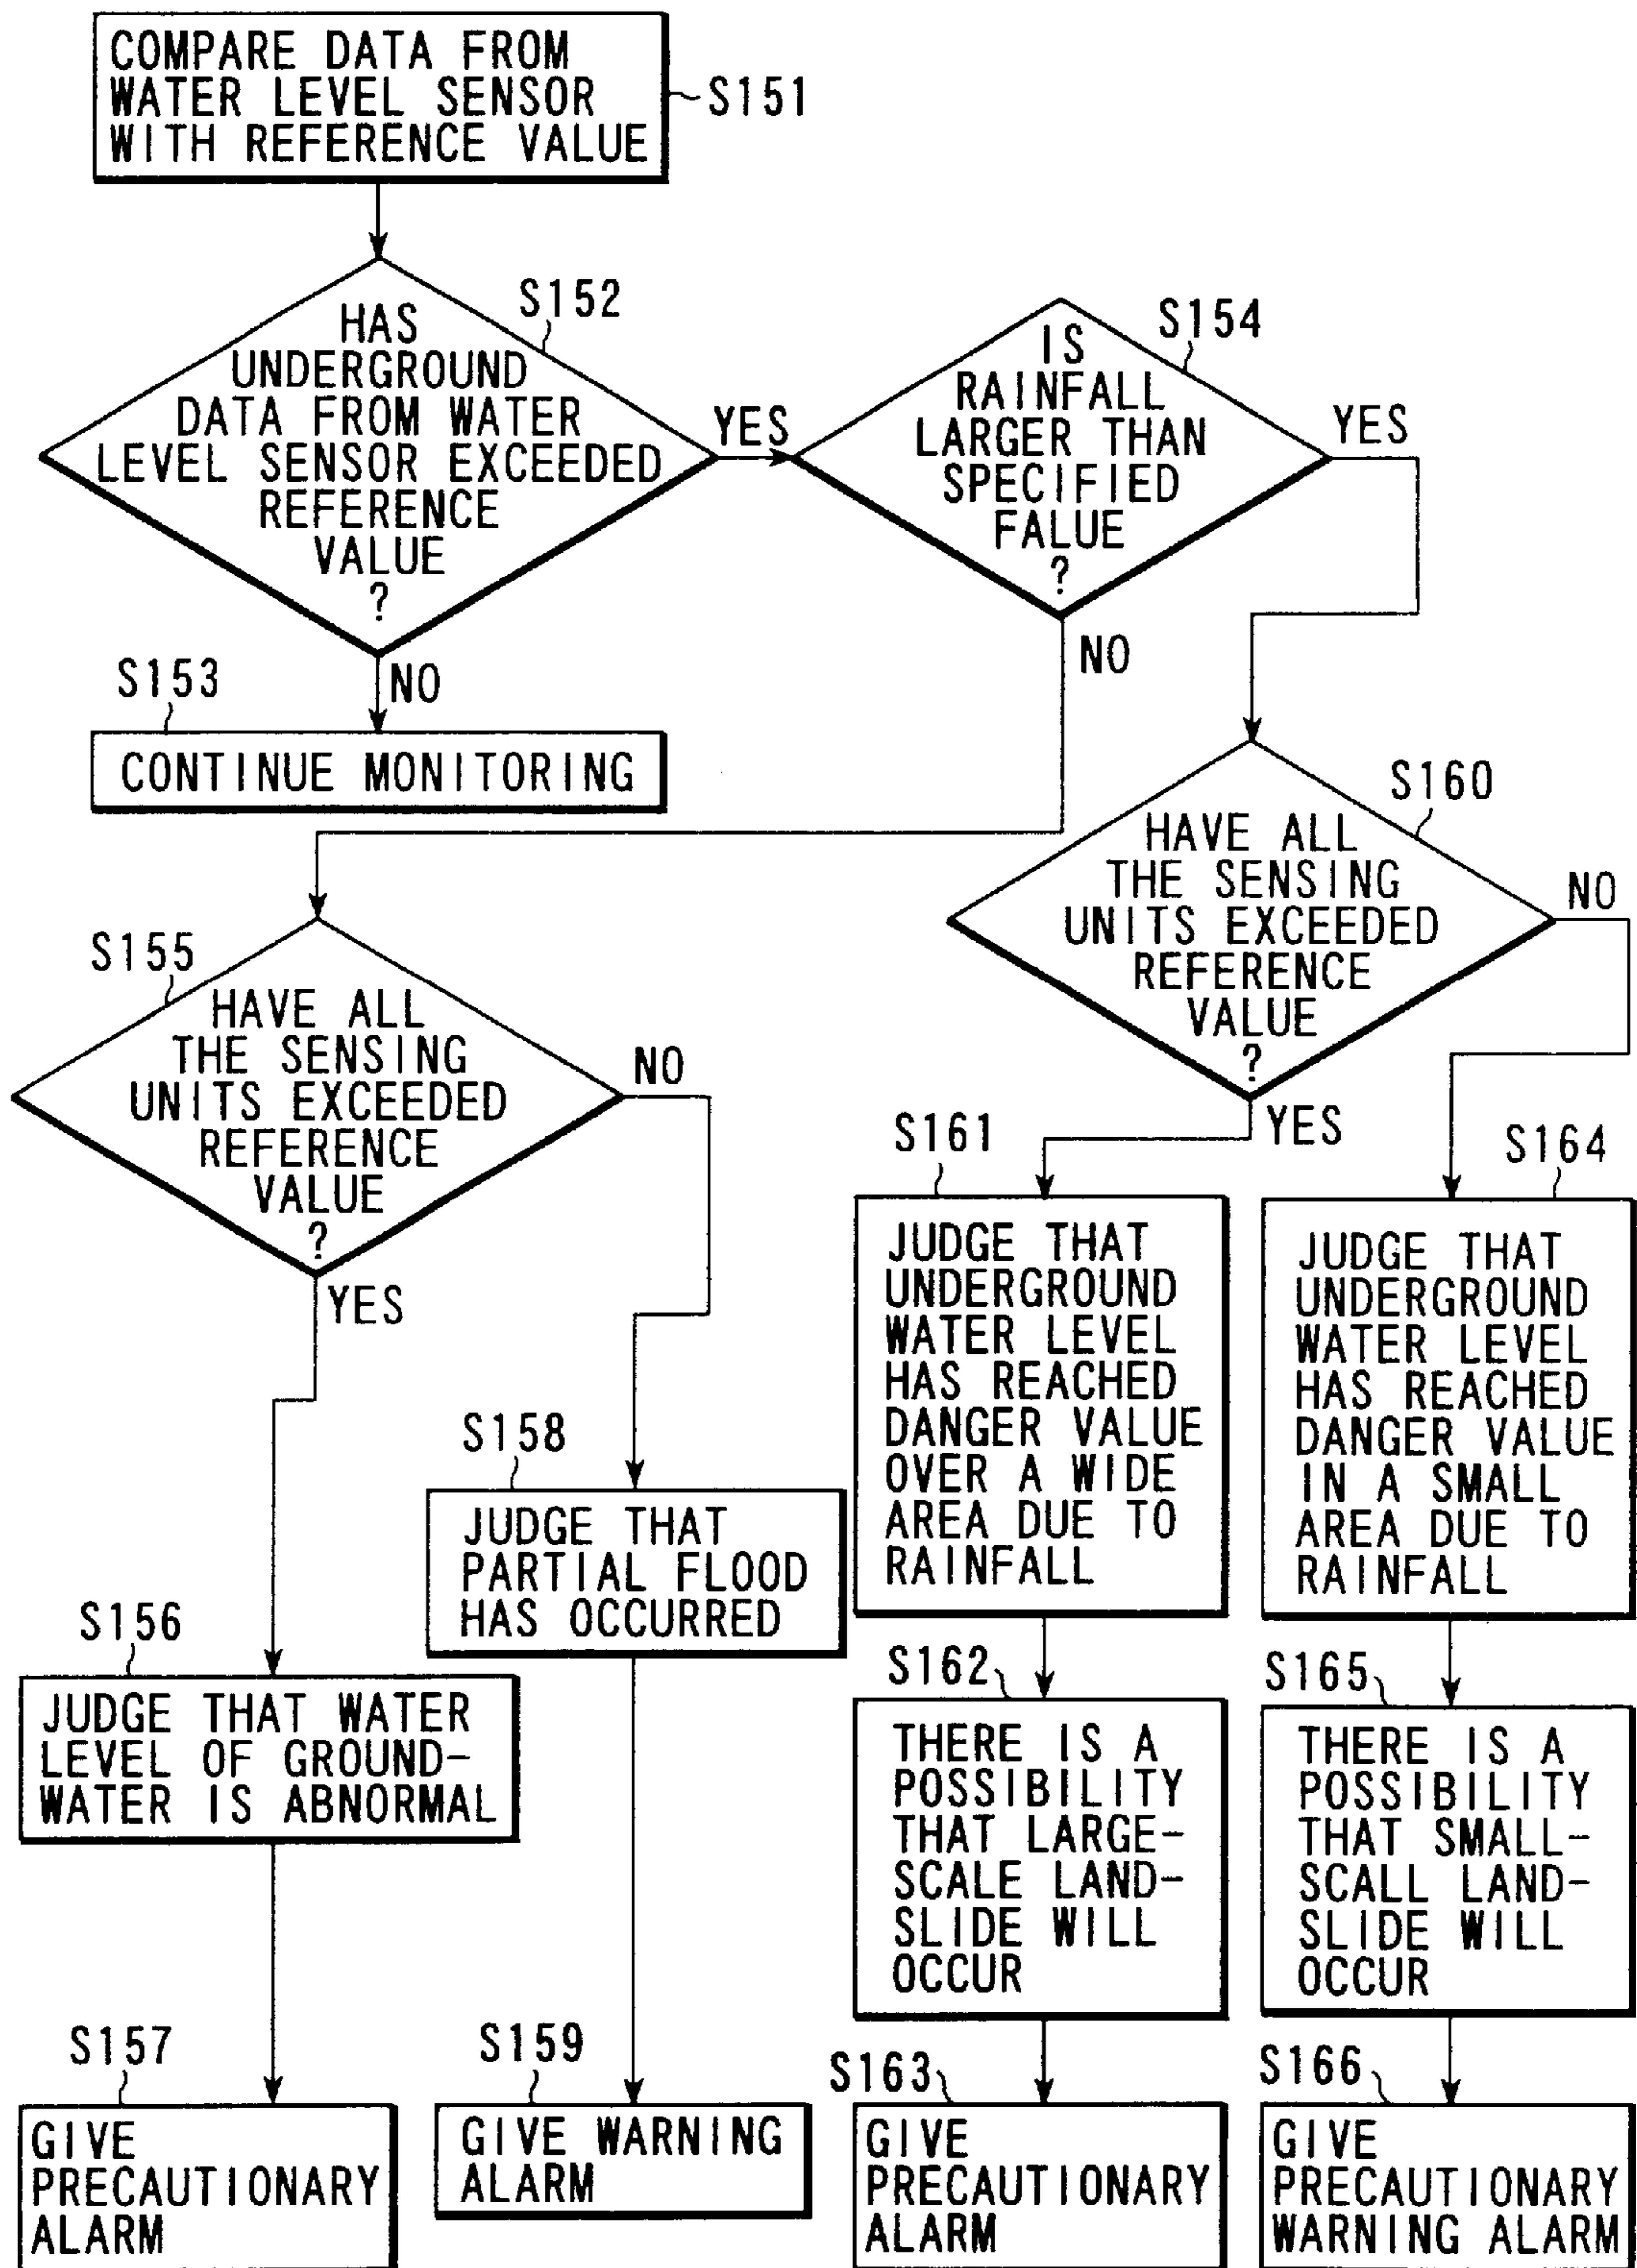 COMPARE DATA FROM
WATER LEVEL SENSOR
WITH REFERENCE VALUE
S151
HAS
UNDERGROUND
DATA FROM WATER
LEVEL SENSOR EXCEEDED
REFERENCE
VALUE
?
S152
YES
NO
S153
CONTINUE MONITORING
IS
RAINFALL
LARGER THAN
SPECIFIED
FALUE
?
S154
YES
NO
S155
HAVE ALL
THE SENSING
UNITS EXCEEDED
REFERENCE
VALUE
?
NO
YES
S156
JUDGE THAT WATER
LEVEL OF GROUND-
WATER IS ABNORMAL
S157
GIVE
PRECAUTIONARY
ALARM
S158
JUDGE THAT
PARTIAL FLOOD
HAS OCCURRED
S159
GIVE WARNING
ALARM
S160
HAVE ALL
THE SENSING
UNITS EXCEEDED
REFERENCE
VALUE
?
NO
YES
S161
JUDGE THAT
UNDERGROUND
WATER LEVEL
HAS REACHED
DANGER VALUE
OVER A WIDE
AREA DUE TO
RAINFALL
S162
THERE IS A
POSSIBILITY
THAT LARGE-
SCALE LAND-
SLIDE WILL
OCCUR
S163
GIVE
PRECAUTIONARY
ALARM
S164
JUDGE THAT
UNDERGROUND
WATER LEVEL
HAS REACHED
DANGER VALUE
IN A SMALL
AREA DUE TO
RAINFALL
S165
THERE IS A
POSSIBILITY
THAT SMALL-
SCALL LAND-
SLIDE WILL
OCCUR
S166
GIVE
PRECAUTIONARY
WARNING ALARM